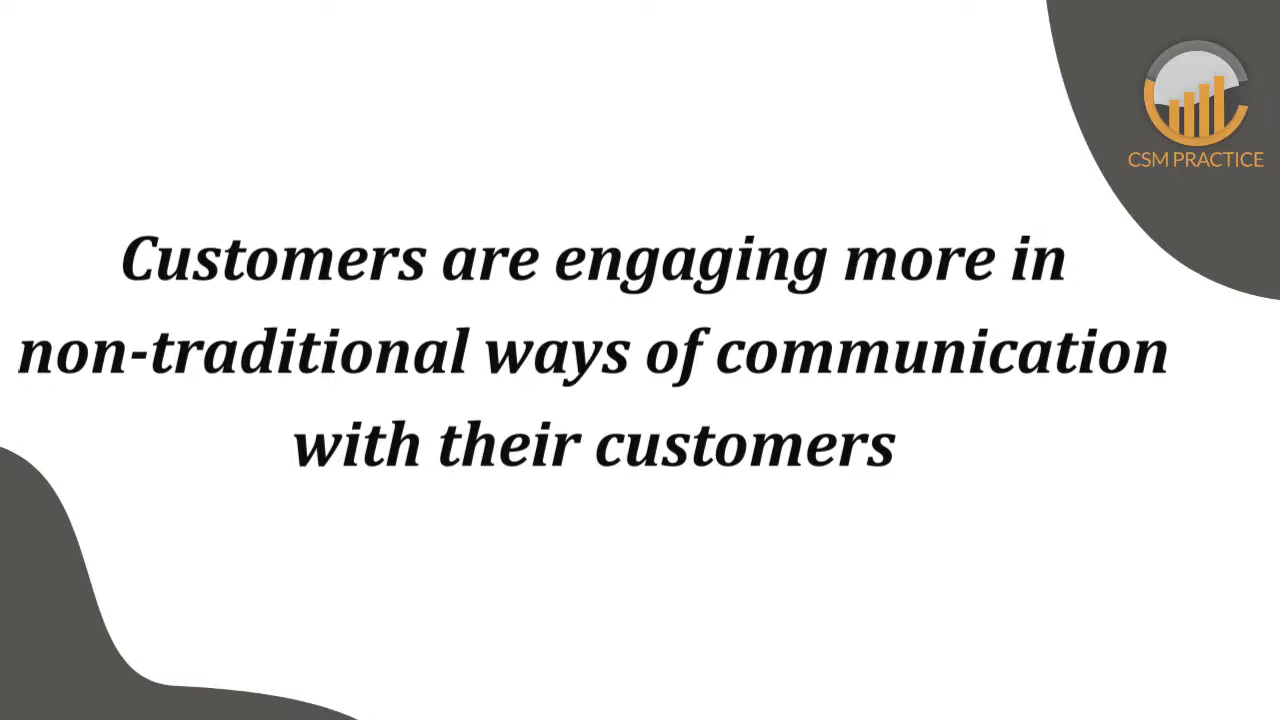 CSM PRACTICE
Customers are engaging more in
non-traditional ways of communication
with their customers